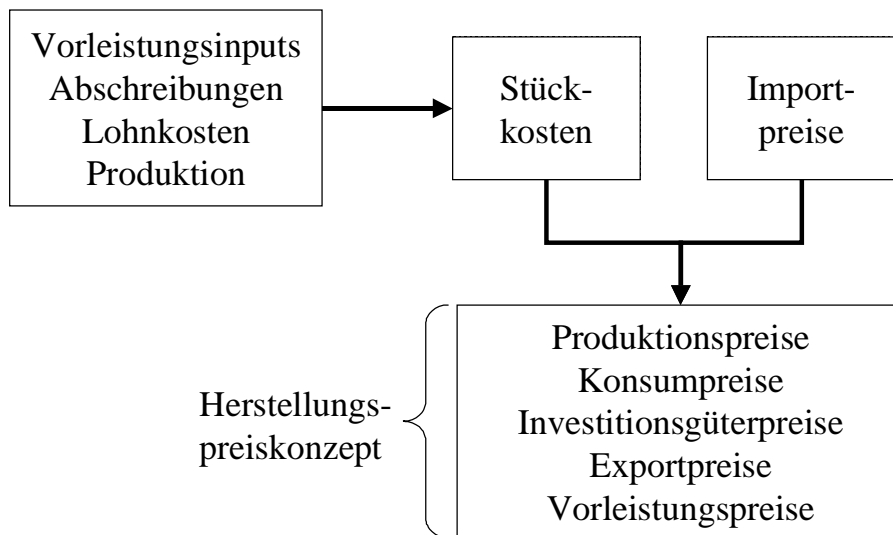 Vorleistungsinputs
Abschreibungen
Lohnkosten
Produktion
Stück-
kosten
Import-
preise
Herstellungs-
preiskonzept
Produktionspreise
Konsumpreise
Investitionsgüterpreise
Exportpreise
Vorleistungspreise